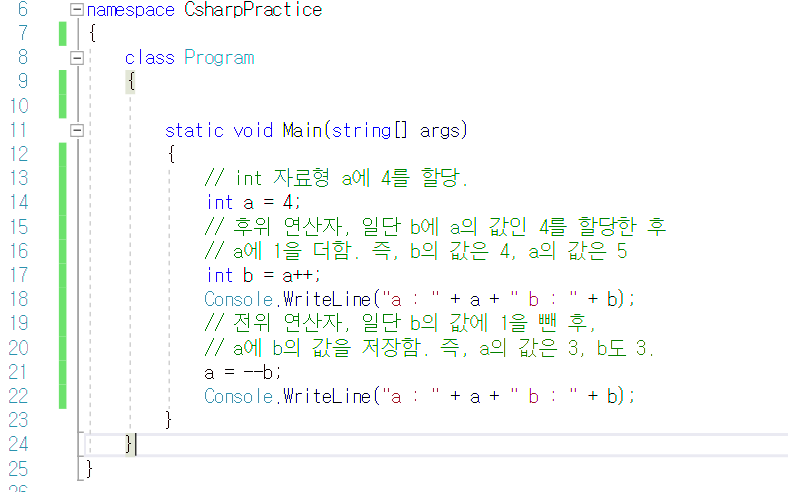 6 namespace CsharpPractice
7 {
8 class Program
9 {
10
11 static void Main(string[] args)
12 {
13 // int 자료형 a에 4를 할당.
14 int a = 4;
15 // 후위 연산자, 일단 b에 a의 값인 4를 할당한 후
16 // a에 1을 더함. 즉, b의 값은 4, a의 값은 5
17 int b = a++;
18 Console.WriteLine("a : " + a + " b : " + b);
19 // 전위 연산자, 일단 b의 값에 1을 뺀 후,
20 // a에 b의 값을 저장함. 즉, a의 값은 3, b도 3.
21 a = --b;
22 Console.WriteLine("a : " + a + " b : " + b);
23 }
24 }
25 }